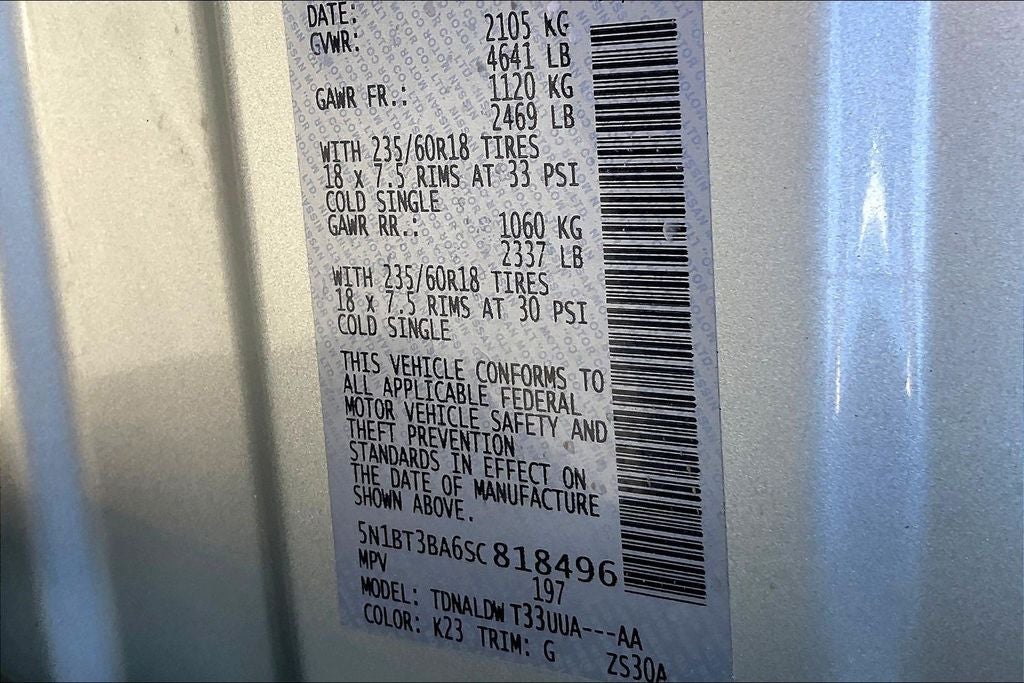 DATE:
GVWR: 2105 KG
4641 LB
GAWR FR.: 1120 KG
2469 LB
WITH 235/60R18 TIRES
18 x 7.5 RIMS AT 33 PSI
COLD SINGLE
GAWR RR.: 1060 KG
2337 LB
WITH 235/60R18 TIRES
18 x 7.5 RIMS AT 30 PSI
COLD SINGLE
THIS VEHICLE CONFORMS TO
ALL APPLICABLE FEDERAL
MOTOR VEHICLE SAFETY AND
THEFT PREVENTION
STANDARDS IN EFFECT ON
THE DATE OF MANUFACTURE
SHOWN ABOVE.
5N1BT3BA6SC818496
MPV 197
MODEL: TDNALDW T33UUA---AA
COLOR: K23 TRIM: G ZS30A